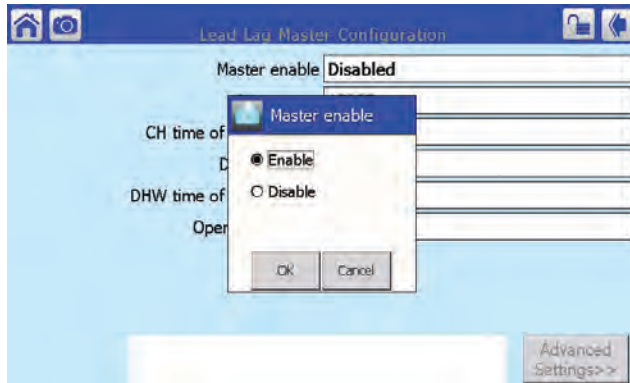 Lead Lag Master Configuration
Master enable Disabled
Master enable
CH time of
Enable
D
DHW time of
Disable
Oper
OK Cancel
Advanced
Settings>>